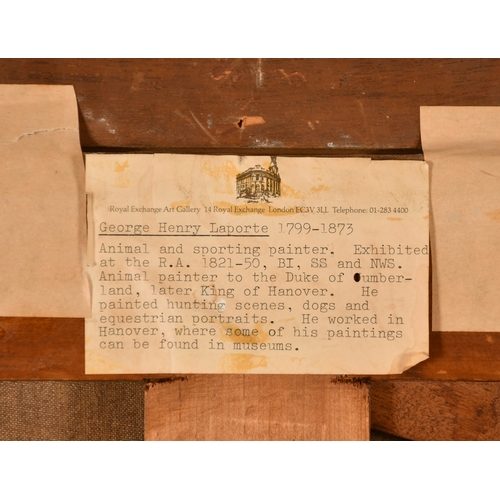 Royal Exchange Art Gallery 14 Royal Exchange London EC3V 3LL Telephone: 01-283 4400
George Henry Laporte 1799-1873
Animal and sporting painter. Exhibited
at the R.A. 1821-50, BI, SS and NWS.
Animal painter to the Duke of Cumber-
land, later King of Hanover. He
painted hunting scenes, dogs and
equestrian portraits. He worked in
Hanover, where some of his paintings
can be found in museums.